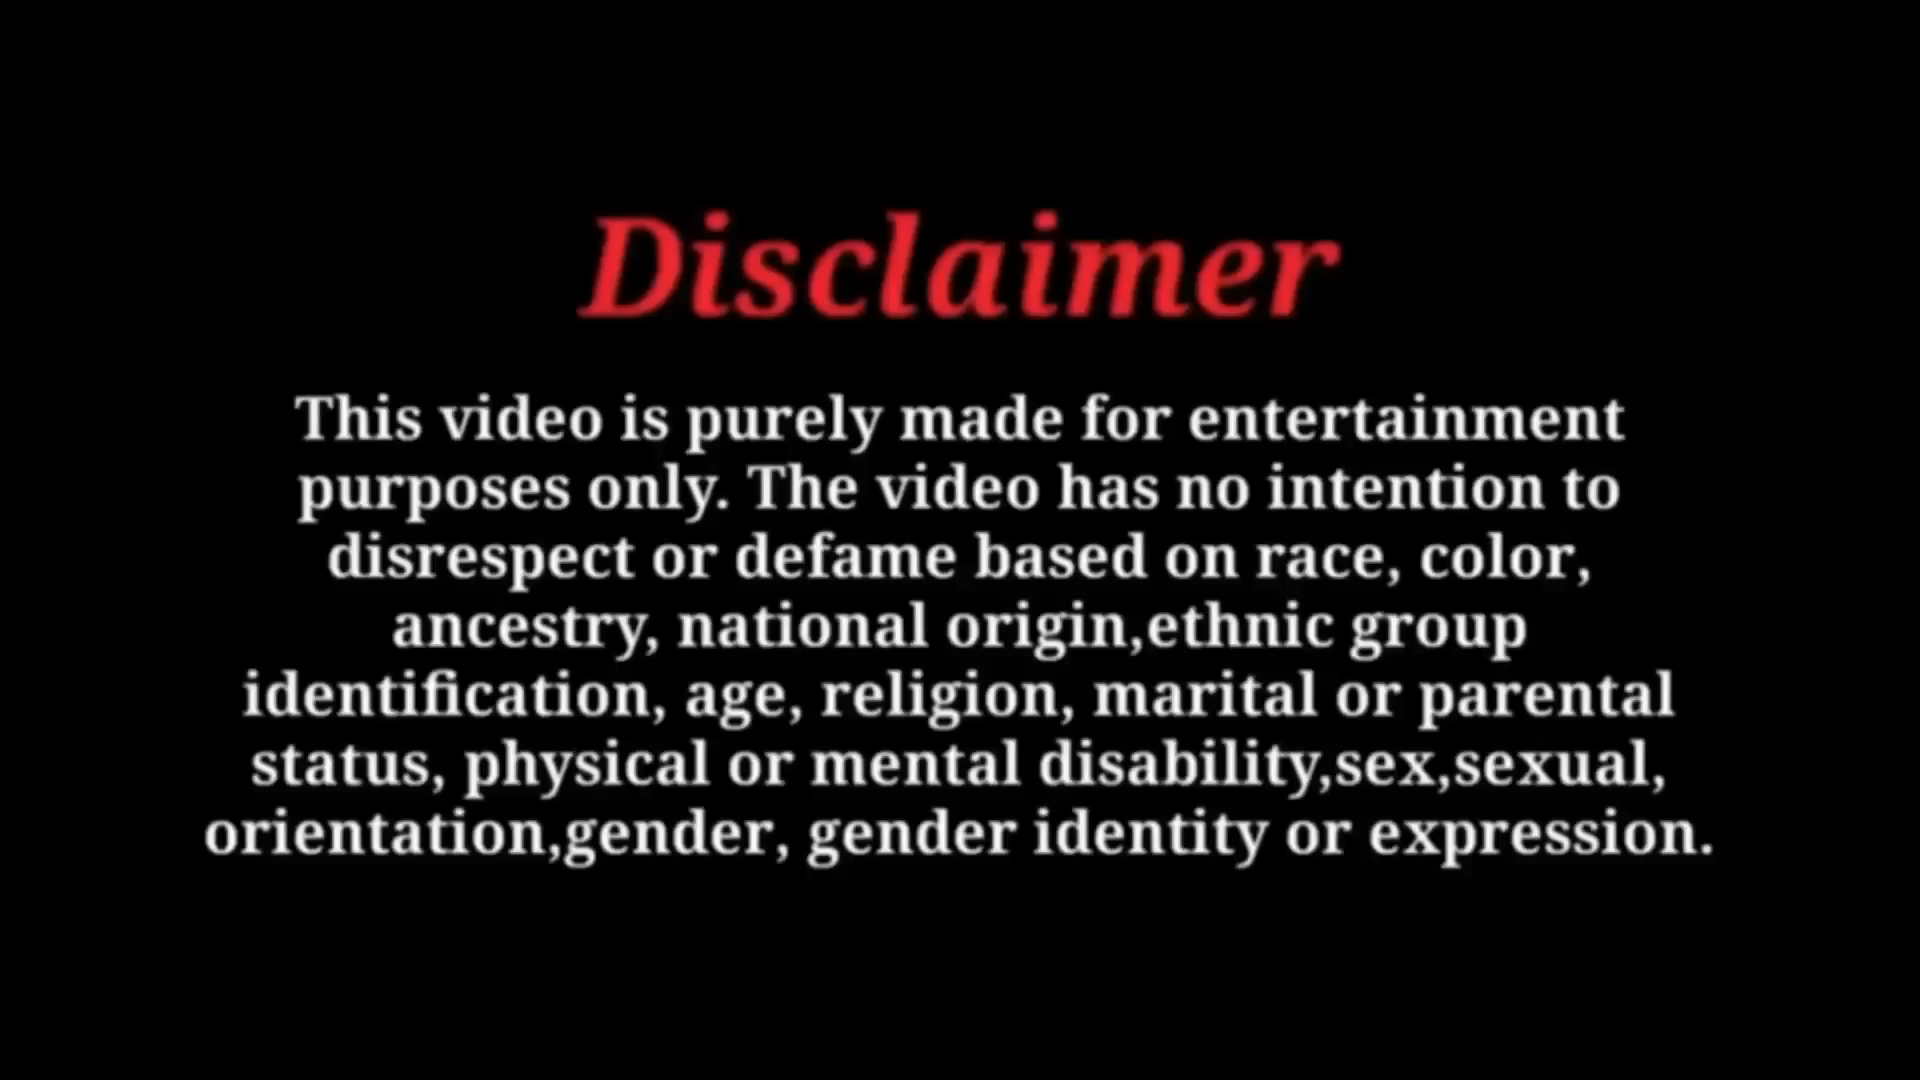 Disclaimer
This video is purely made for entertainment
purposes only. The video has no intention to
disrespect or defame based on race, color,
ancestry, national origin,ethnic group
identification, age, religion, marital or parental
status, physical or mental disability,sex,sexual,
orientation,gender, gender identity or expression.